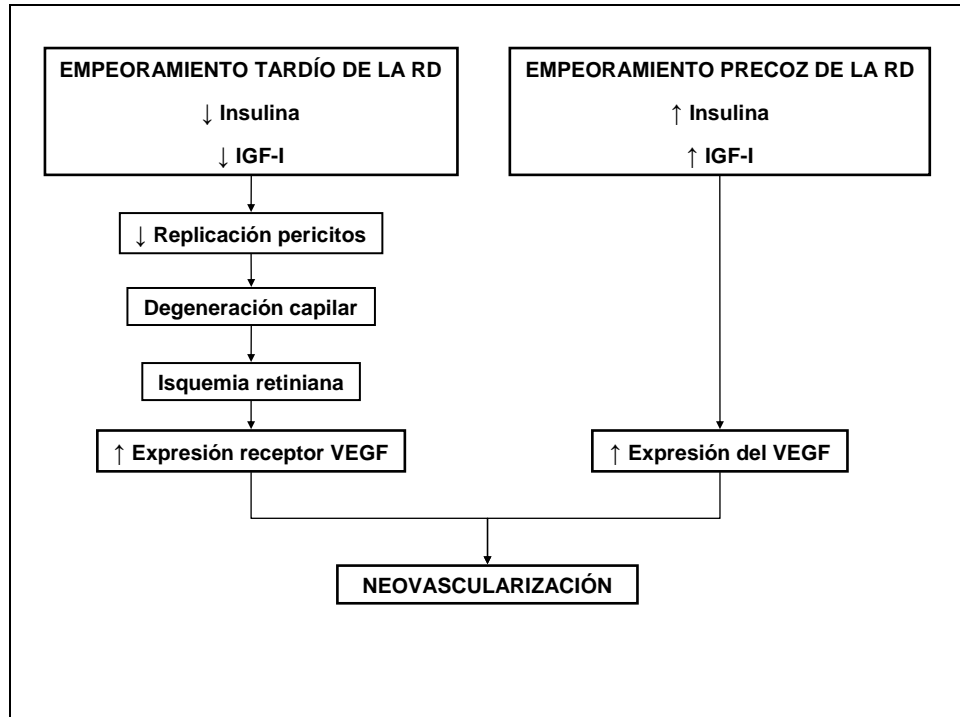 EMPEORAMIENTO TARDÍO DE LA RD
↓ Insulina
↓ IGF-I
EMPEORAMIENTO PRECOZ DE LA RD
↑ Insulina
↑ IGF-I
↓ Replicación pericitos
Degeneración capilar
Isquemia retiniana
↑ Expresión receptor VEGF
↑ Expresión del VEGF
NEOVASCULARIZACIÓN